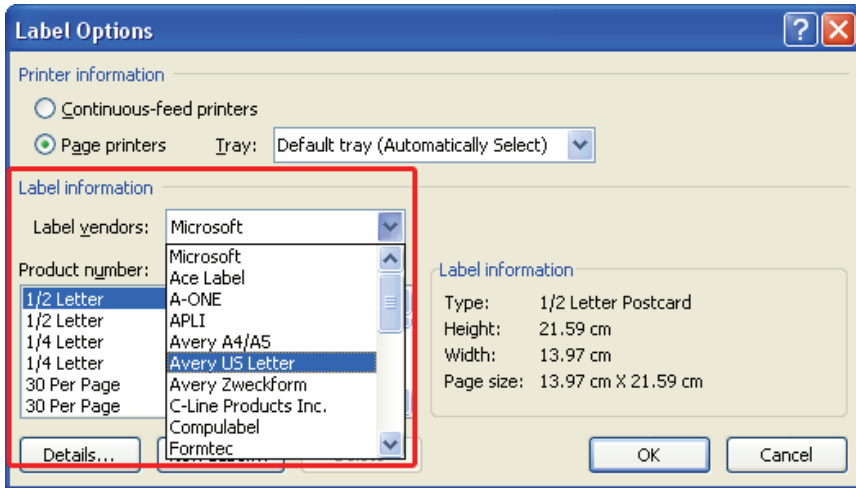 Label Options
Printer information
Continuous-feed printers
Page printers Tray: Default tray (Automatically Select)
Label information
Label vendors: Microsoft
Microsoft
Ace Label
A-ONE
APLI
Avery A4/A5
Avery US Letter
Avery Zweckform
C-Line Products Inc.
Compulabel
Formtec
Product number:
1/2 Letter
1/2 Letter
1/4 Letter
1/4 Letter
30 Per Page
30 Per Page
Label information
Type: 1/2 Letter Postcard
Height: 21.59 cm
Width: 13.97 cm
Page size: 13.97 cm X 21.59 cm
Details...
OK
Cancel